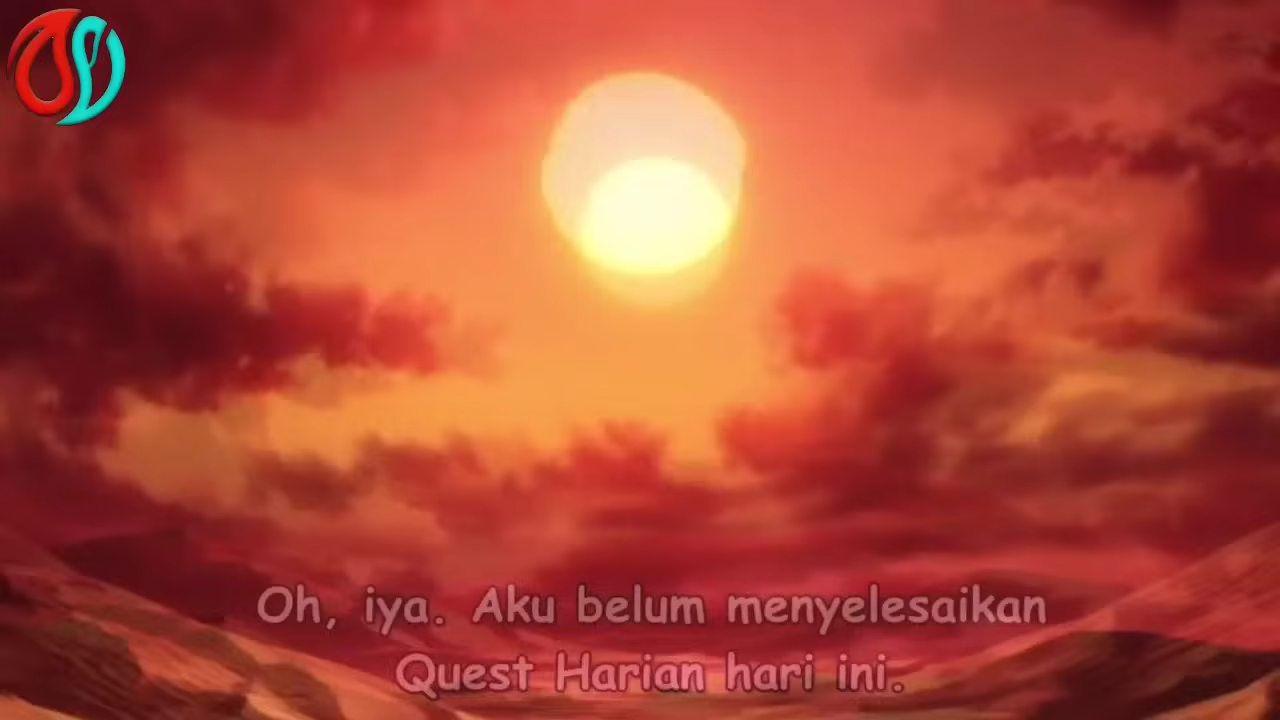 Oh, iya. Aku belum menyelesaikan
Quest Harian hari ini.